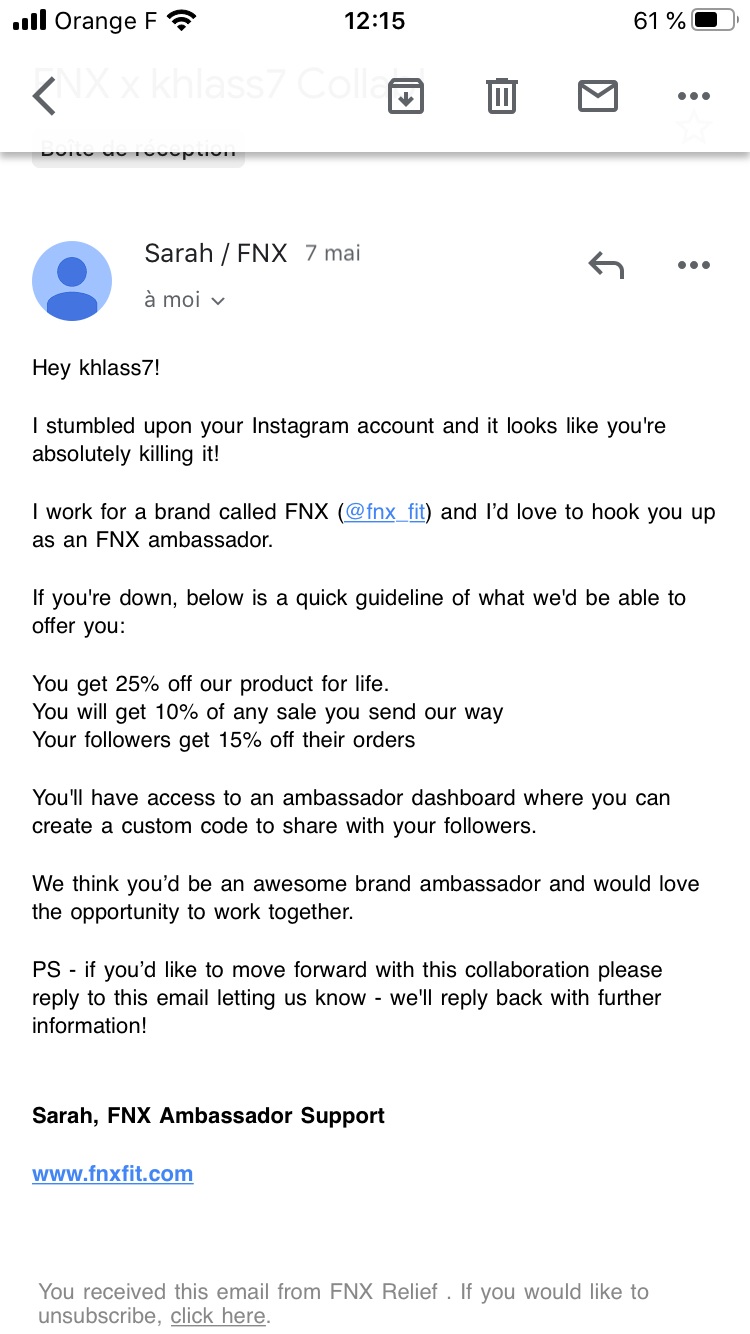 Orange F 12:15 61 %
FNX x khlass7 Collab!
Boîte de réception
Sarah / FNX 7 mai
à moi
Hey khlass7!
I stumbled upon your Instagram account and it looks like you're
absolutely killing it!
I work for a brand called FNX (@fnx_fit) and I’d love to hook you up
as an FNX ambassador.
If you're down, below is a quick guideline of what we'd be able to
offer you:
You get 25% off our product for life.
You will get 10% of any sale you send our way
Your followers get 15% off their orders
You'll have access to an ambassador dashboard where you can
create a custom code to share with your followers.
We think you’d be an awesome brand ambassador and would love
the opportunity to work together.
PS - if you’d like to move forward with this collaboration please
reply to this email letting us know - we'll reply back with further
information!
Sarah, FNX Ambassador Support
www.fnxfit.com
You received this email from FNX Relief . If you would like to
unsubscribe, click here.